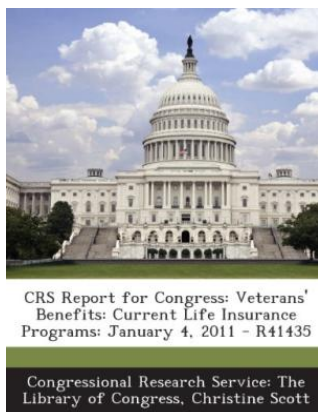 CRS Report for Congress: Veterans'
Benefits: Current Life Insurance
Programs: January 4, 2011 - R41435
Congressional Research Service: The
Library of Congress, Christine Scott